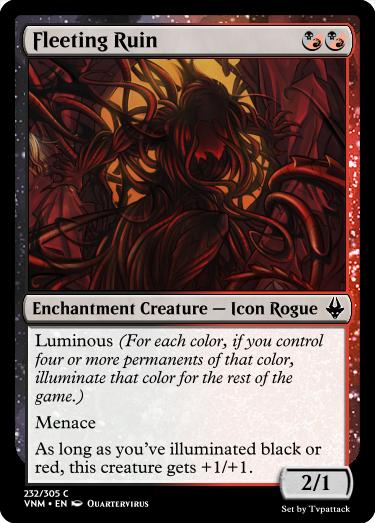 Fleeting Ruin
Enchantment Creature — Icon Rogue
Luminous (For each color, if you control
four or more permanents of that color,
illuminate that color for the rest of the
game.)
Menace
As long as you've illuminated black or
red, this creature gets +1/+1.
2/1
232/305 C
VNM • EN Quartervirus
Set by Tvpattack